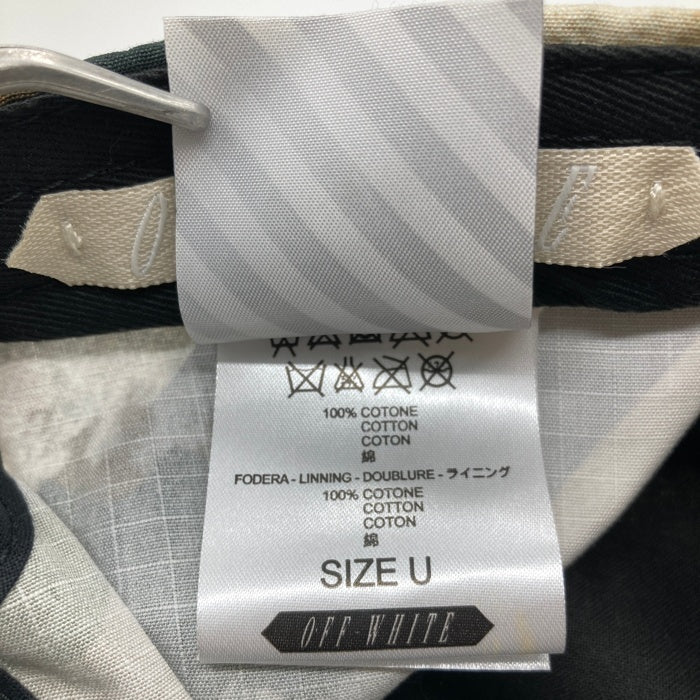 O
E
100% COTONE
COTTON
COTON
綿
FODERA - LINNING - DOUBLURE - ライニング
100% COTONE
COTTON
COTON
綿
SIZE U
OFF-WHITE